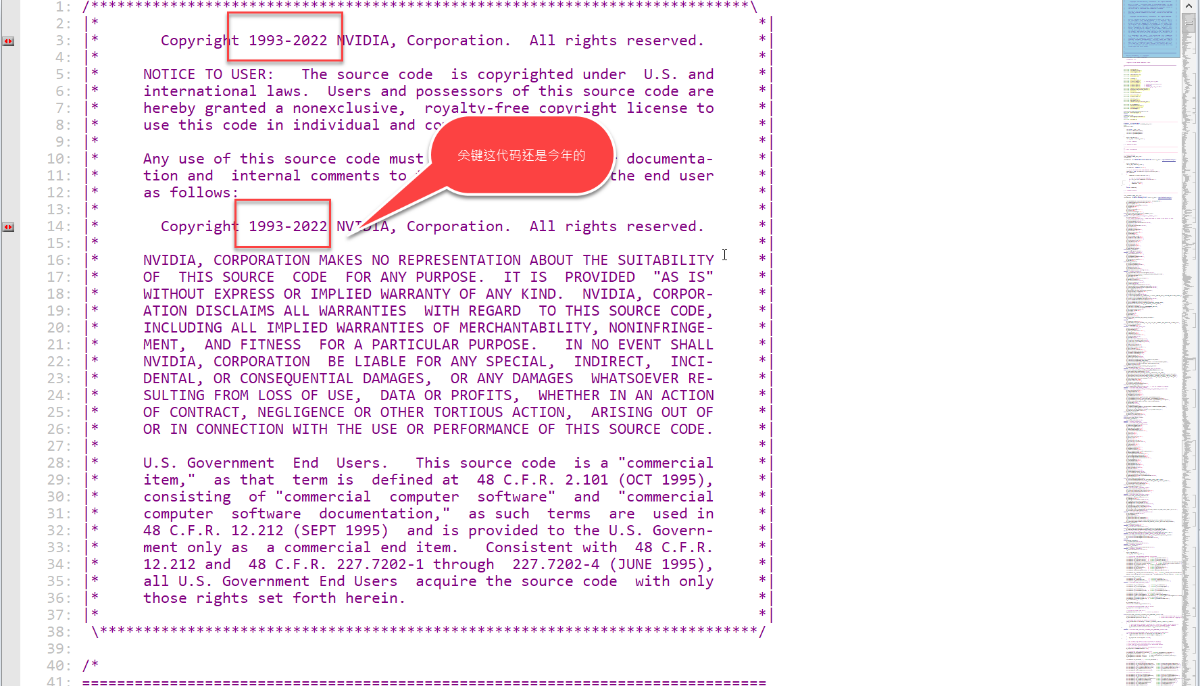 1: /****************************************************************************\
2: |* *|
3: |* Copyright 1993-2022 NVIDIA, Corporation. All rights reserved. *|
4: |* *|
5: |* NOTICE TO USER: The source code is copyrighted under U.S. and *|
6: |* international laws. Users and possessors of this source code are *|
7: |* hereby granted a nonexclusive, royalty-free copyright license to *|
8: |* use this code in individual and *|
9: |* *|
10: |* Any use of this source code must documenta- *|
11: |* tion and internal comments to the end user *|
12: |* as follows: *|
关键这代码还是今年的
13: |* *|
14: |* Copyright 1993-2022 NVIDIA, Corporation. All rights reserved. *|
15: |* *|
16: |* NVIDIA, CORPORATION MAKES NO REPRESENTATION ABOUT THE SUITABILITY *|
17: |* OF THIS SOURCE CODE FOR ANY PUPOSE. IT IS PROVIDED "AS IS" *|
18: |* WITHOUT EXPRESS OR IMPLIED WARRANTY OF ANY KIND. NVIDIA, CORPOR- *|
19: |* ATION DISCLAIMS ALL WARRANTIES WITH REGARD TO THIS SOURCE CODE, *|
20: |* INCLUDING ALL IMPLIED WARRANTIES OF MERCHANTABILITY, NONINFRINGE- *|
21: |* MENT, AND FITNESS FOR A PARTICULAR PURPOSE. IN NO EVENT SHALL *|
22: |* NVIDIA, CORPORATION BE LIABLE FOR ANY SPECIAL, INDIRECT, INCI- *|
23: |* DENTAL, OR CONSEQUENTIAL DAMAGES, OR ANY DAMAGES WHATSOEVER RE- *|
24: |* SULTING FROM LOSS OF USE, DATA OR PROFITS, WHETHER IN AN ACTION *|
25: |* OF CONTRACT, NEGLIGENCE OR OTHER TORTIOUS ACTION, ARISING OUT OF *|
26: |* OR IN CONNECTION WITH THE USE OR PERFORMANCE OF THIS SOURCE CODE. *|
27: |* *|
28: |* U.S. Government End Users. This source code is a "commercial *|
29: |* item," as that term is defined at 48 C.F.R. 2.101 (OCT 1995), *|
30: |* consisting of "commercial computer software" and "commercial *|
31: |* computer software documentation" as such terms are used in *|
32: |* 48 C.F.R. 12.212 (SEPT 1995) and is provided to the U.S. Govern- *|
33: |* ment only as a commercial end item. Consistent with 48 C.F.R. *|
34: |* 12.212 and 48 C.F.R. 227.7202-1 through 227.7202-4 (JUNE 1995), *|
35: |* all U.S. Government End Users acquire the source code with only *|
36: |* those rights set forth herein. *|
37: |* *|
38: \****************************************************************************/
39:
40: /*
41: ==============================================================================